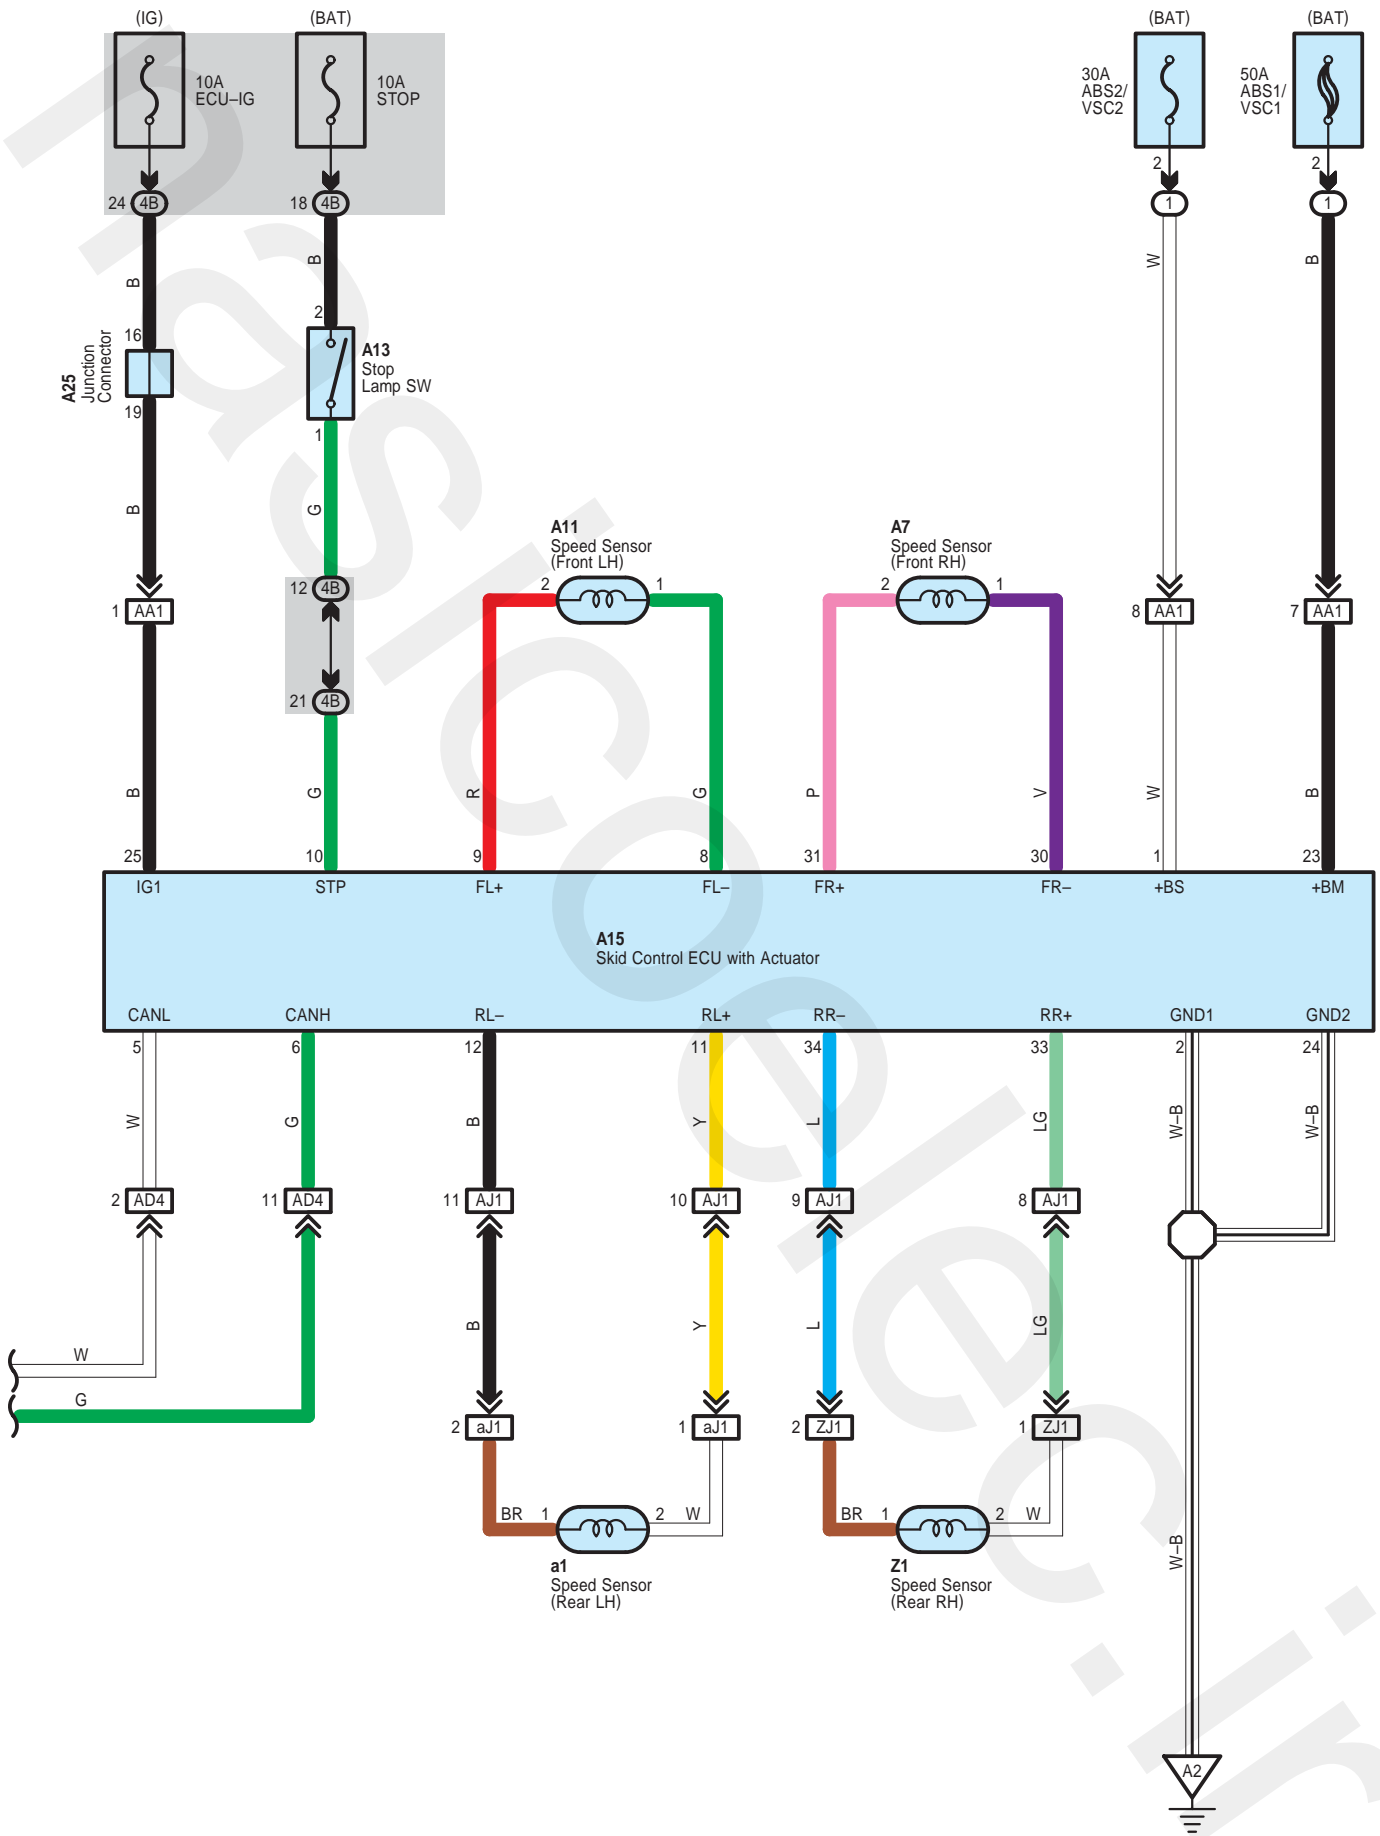 (IG)
(BAT)
(BAT)
(BAT)
10A
ECU–IG
10A
STOP
30A
ABS2/
VSC2
50A
ABS1/
VSC1
2
2
24
4B
18
4B
1
1
B
B
W
B
16
2
A25
Junction
Connector
A13
Stop
Lamp SW
19
1
B
G
A11
Speed Sensor
(Front LH)
A7
Speed Sensor
(Front RH)
12
4B
2
1
2
1
1
AA1
8
AA1
7
AA1
21
4B
B
G
R
G
P
V
W
B
25
10
9
8
31
30
1
23
IG1
STP
FL+
FL–
FR+
FR–
+BS
+BM
A15
Skid Control ECU with Actuator
CANL
CANH
RL–
RL+
RR–
RR+
GND1
GND2
5
6
12
11
34
33
2
24
W
G
B
Y
L
LG
W–B
W–B
2
AD4
11
AD4
11
AJ1
10
AJ1
9
AJ1
8
AJ1
B
Y
L
LG
W
G
2
aJ1
1
aJ1
2
ZJ1
1
ZJ1
BR
1
2
W
BR
1
2
W
W–B
a1
Speed Sensor
(Rear LH)
Z1
Speed Sensor
(Rear RH)
A2
nasicoelec.ir